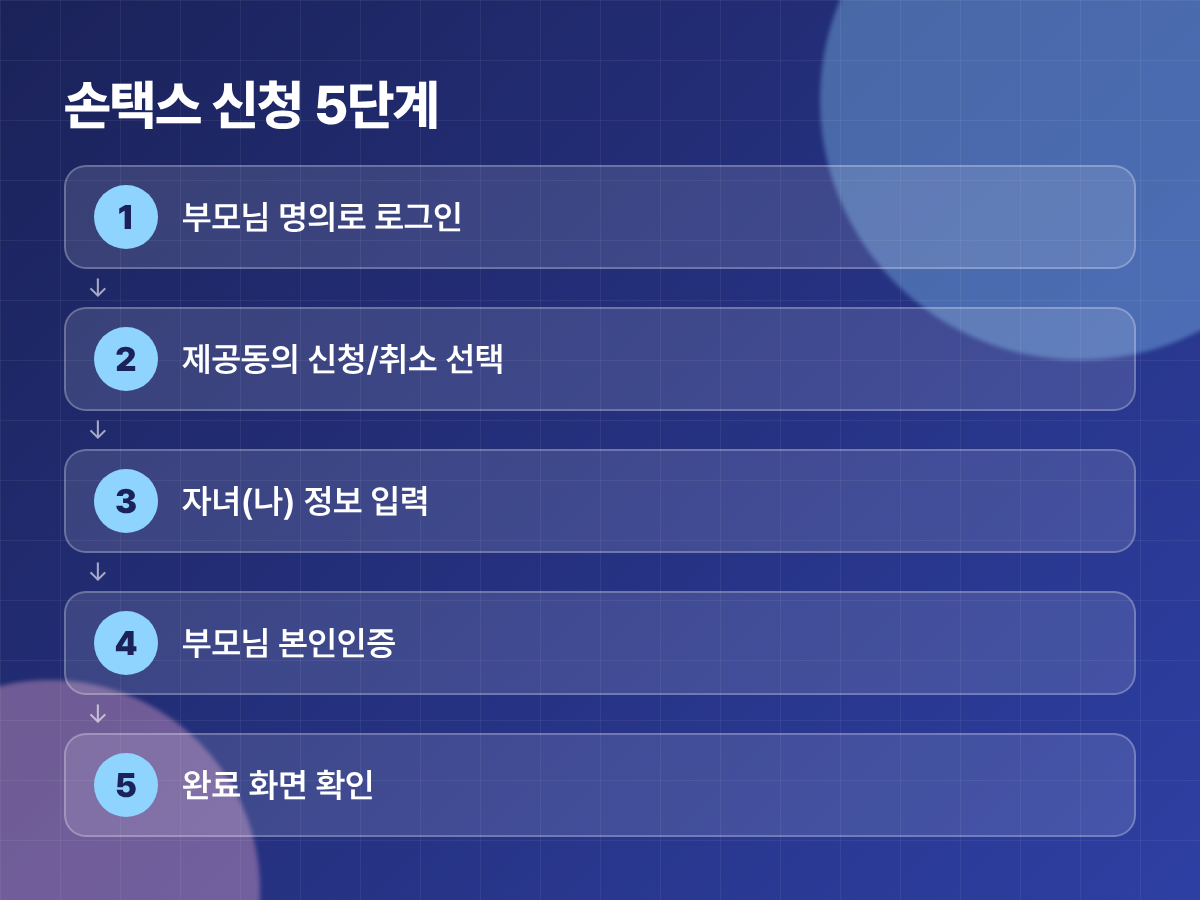 손택스 신청 5단계
1 부모님 명의로 로그인
↓
2 제공동의 신청/취소 선택
↓
3 자녀(나) 정보 입력
↓
4 부모님 본인인증
↓
5 완료 화면 확인